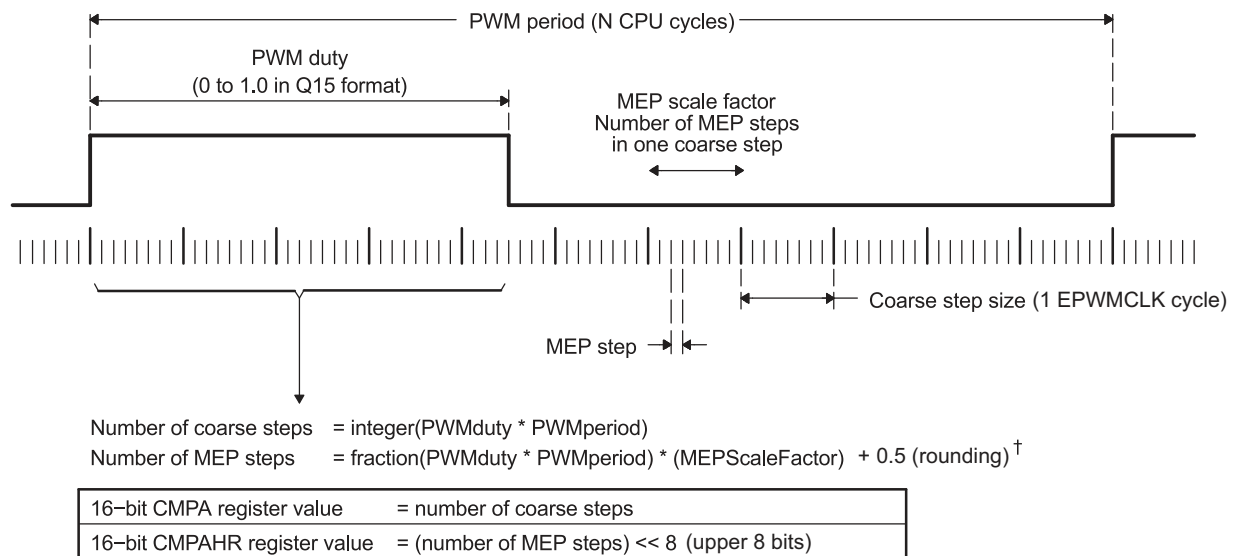 PWM period (N CPU cycles)
PWM duty
(0 to 1.0 in Q15 format)
MEP scale factor
Number of MEP steps
in one coarse step
Coarse step size (1 EPWMCLK cycle)
MEP step
Number of coarse steps = integer(PWMduty * PWMperiod)
Number of MEP steps = fraction(PWMduty * PWMperiod) * (MEPScaleFactor) + 0.5 (rounding) †
16−bit CMPA register value = number of coarse steps
16−bit CMPAHR register value = (number of MEP steps) << 8 (upper 8 bits)